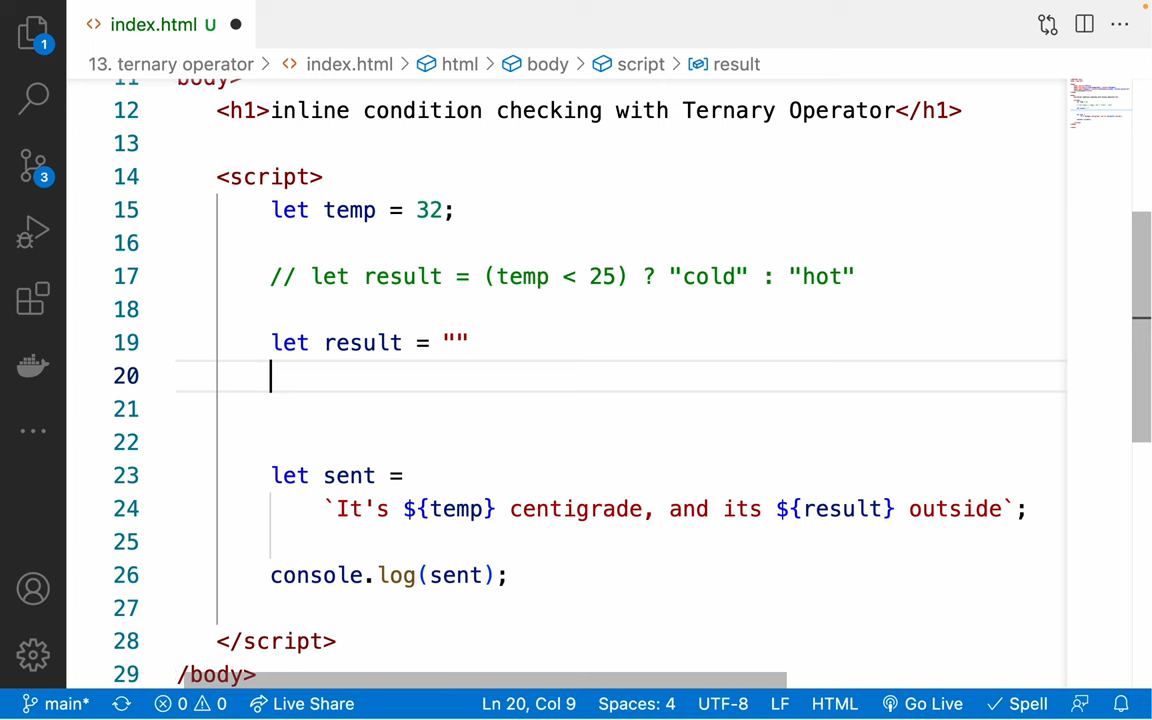 index.html U
1
13. ternary operator > index.html > html > body > script > result
11 body>
12 <h1>inline condition checking with Ternary Operator</h1>
13
14 <script>
15 let temp = 32;
16
17 // let result = (temp < 25) ? "cold" : "hot"
18
19 let result = ""
20
21
22
23 let sent =
24 `It's ${temp} centigrade, and its ${result} outside`;
25
26 console.log(sent);
27
28 </script>
29 /body>
3
main* 0 0 Live Share Ln 20, Col 9 Spaces: 4 UTF-8 LF HTML Go Live Spell